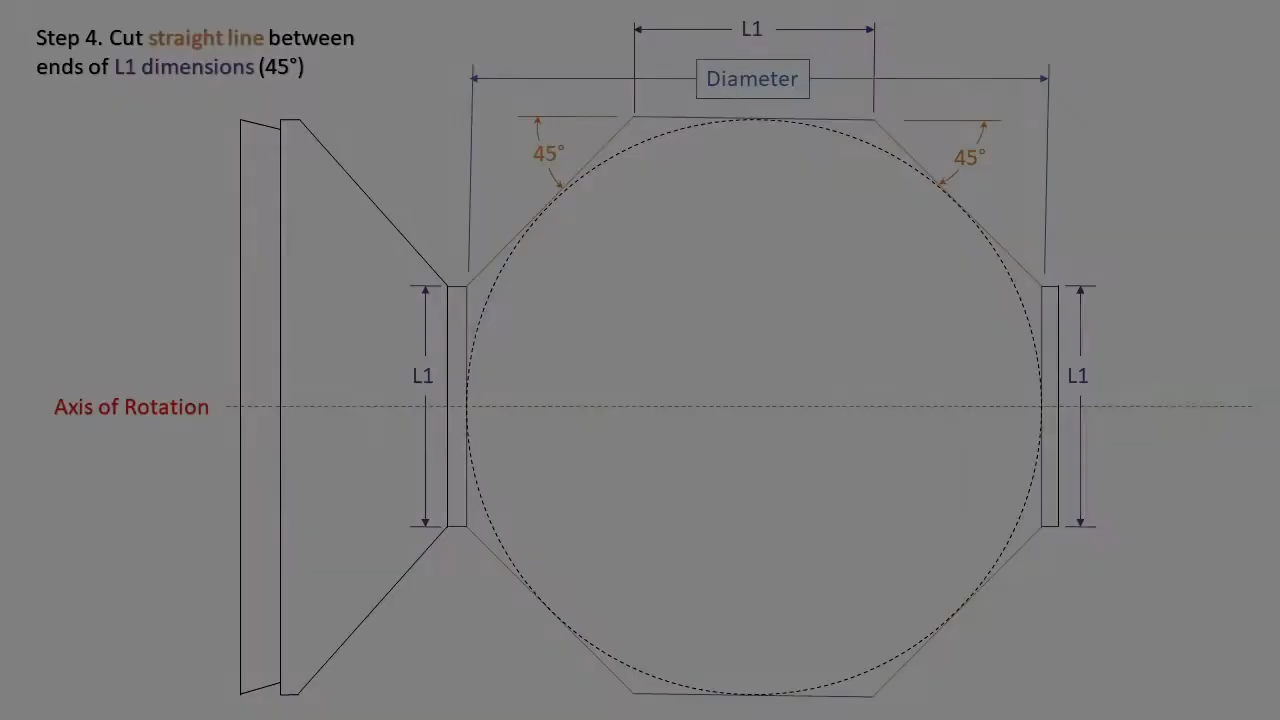 Step 4. Cut straight line between
ends of L1 dimensions (45°)
L1
Diameter
45°
45°
L1
L1
Axis of Rotation